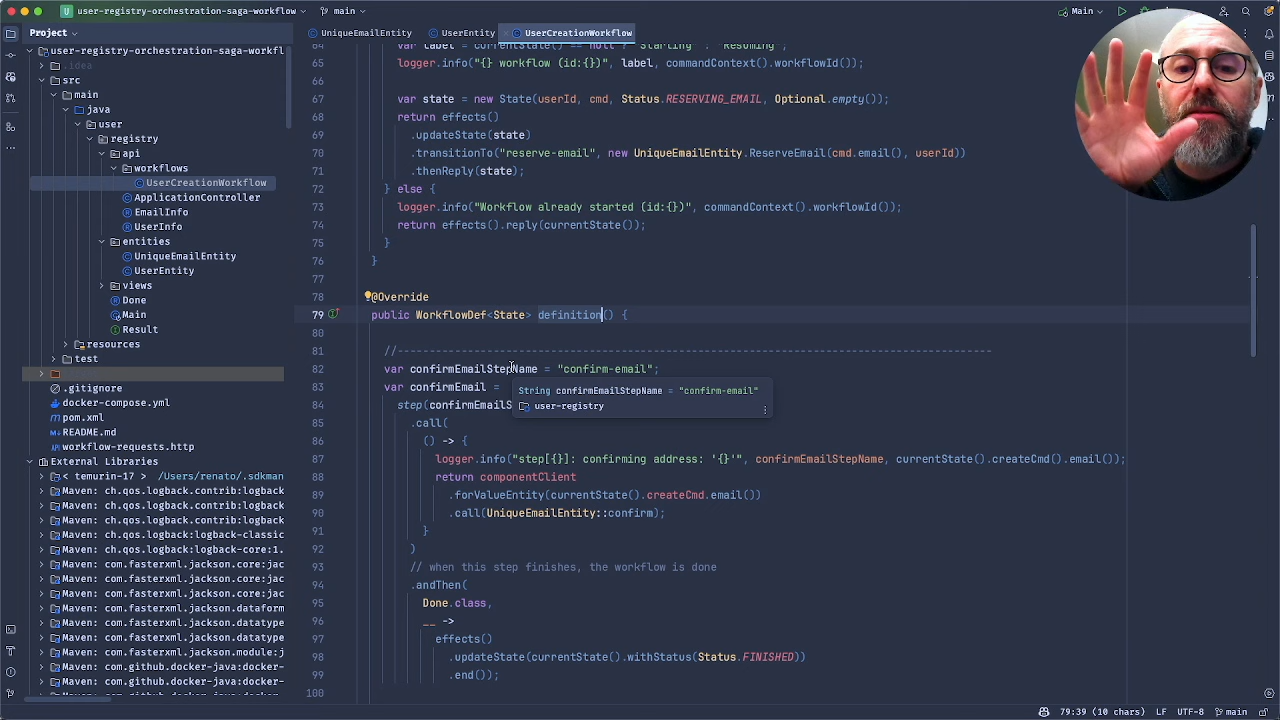 user-registry-orchestration-saga-workflow
main
Main
Project
UniqueEmailEntity
UserEntity
UserCreationWorkflow
user-registry-orchestration-saga-workfl
.idea
src
main
java
user
registry
api
workflows
UserCreationWorkflow
ApplicationController
EmailInfo
UserInfo
entities
UniqueEmailEntity
UserEntity
views
Done
Main
Result
resources
test
.gitignore
docker-compose.yml
pom.xml
README.md
workflow-requests.http
External Libraries
< temurin-17 > /Users/renato/.sdkman
Maven: ch.qos.logback.contrib:logback
Maven: ch.qos.logback.contrib:logback
Maven: ch.qos.logback:logback-classic
Maven: ch.qos.logback:logback-core:1.
Maven: com.fasterxml.jackson.core:jac
Maven: com.fasterxml.jackson.core:jac
Maven: com.fasterxml.jackson.core:jac
Maven: com.fasterxml.jackson.dataform
Maven: com.fasterxml.jackson.datatype
Maven: com.fasterxml.jackson.datatype
Maven: com.fasterxml.jackson.module:j
Maven: com.github.docker-java:docker-
Maven: com.github.docker-java:docker-
Maven: com.github.docker-java:docker-
64 var label = currentState() == null ? "Starting" : "Resuming";
65 logger.info("{} workflow (id:{})", label, commandContext().workflowId());
66
67 var state = new State(userId, cmd, Status.RESERVING_EMAIL, Optional.empty());
68 return effects()
69 .updateState(state)
70 .transitionTo("reserve-email", new UniqueEmailEntity.ReserveEmail(cmd.email(), userId))
71 .thenReply(state);
72 } else {
73 logger.info("Workflow already started (id:{})", commandContext().workflowId());
74 return effects().reply(currentState());
75 }
76 }
77
78 @Override
79 public WorkflowDef<State> definition() {
80
81 //--------------------------------------------------------------------------------------------
82 var confirmEmailStepName = "confirm-email";
83 var confirmEmail =
String confirmEmailStepName = "confirm-email"
user-registry
84 step(confirmEmailS
85 .call(
86 () -> {
87 logger.info("step[{}]: confirming address: '{}'", confirmEmailStepName, currentState().createCmd().email());
88 return componentClient
89 .forValueEntity(currentState().createCmd.email())
90 .call(UniqueEmailEntity::confirm);
91 }
92 )
93 // when this step finishes, the workflow is done
94 .andThen(
95 Done.class,
96 __ ->
97 effects()
98 .updateState(currentState().withStatus(Status.FINISHED))
99 .end());
100
79:39 (10 chars) LF UTF-8 main